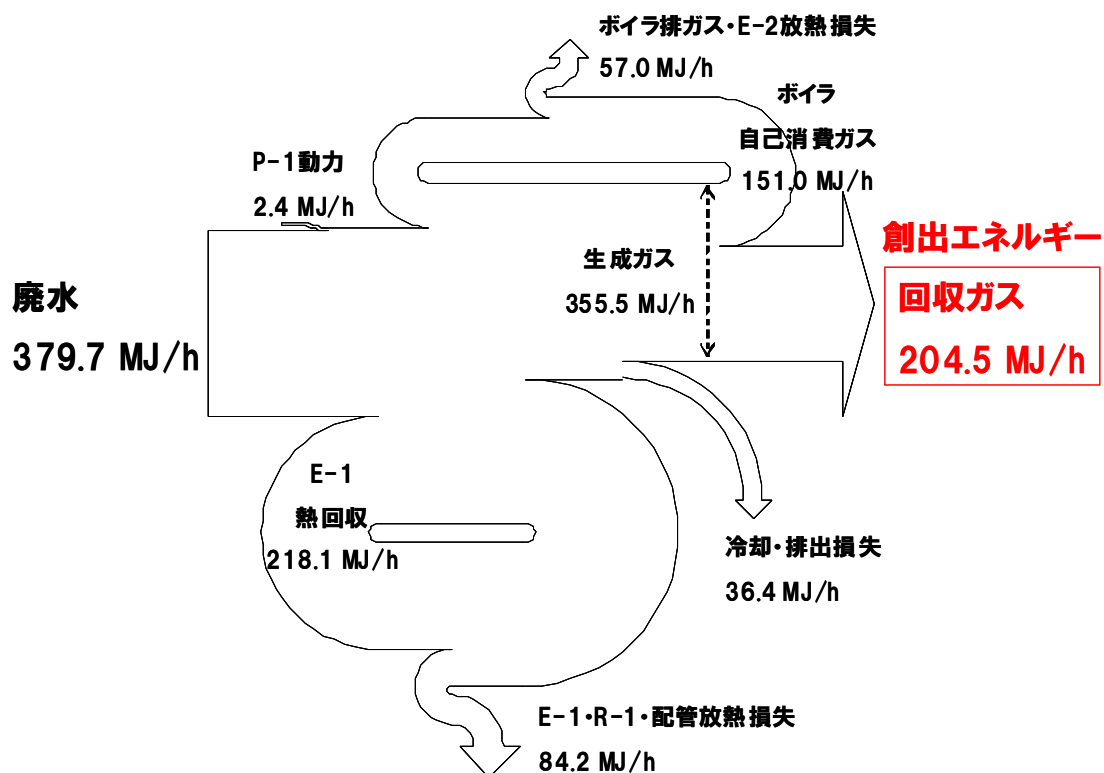 ボイラ排ガス・E-2放熱損失
57.0 MJ/h
ボイラ
自己消費ガス
151.0 MJ/h
P-1動力
2.4 MJ/h
創出エネルギー
回収ガス
204.5 MJ/h
生成ガス
355.5 MJ/h
廃水
379.7 MJ/h
E-1
熱回収
218.1 MJ/h
冷却・排出損失
36.4 MJ/h
E-1・R-1・配管放熱損失
84.2 MJ/h